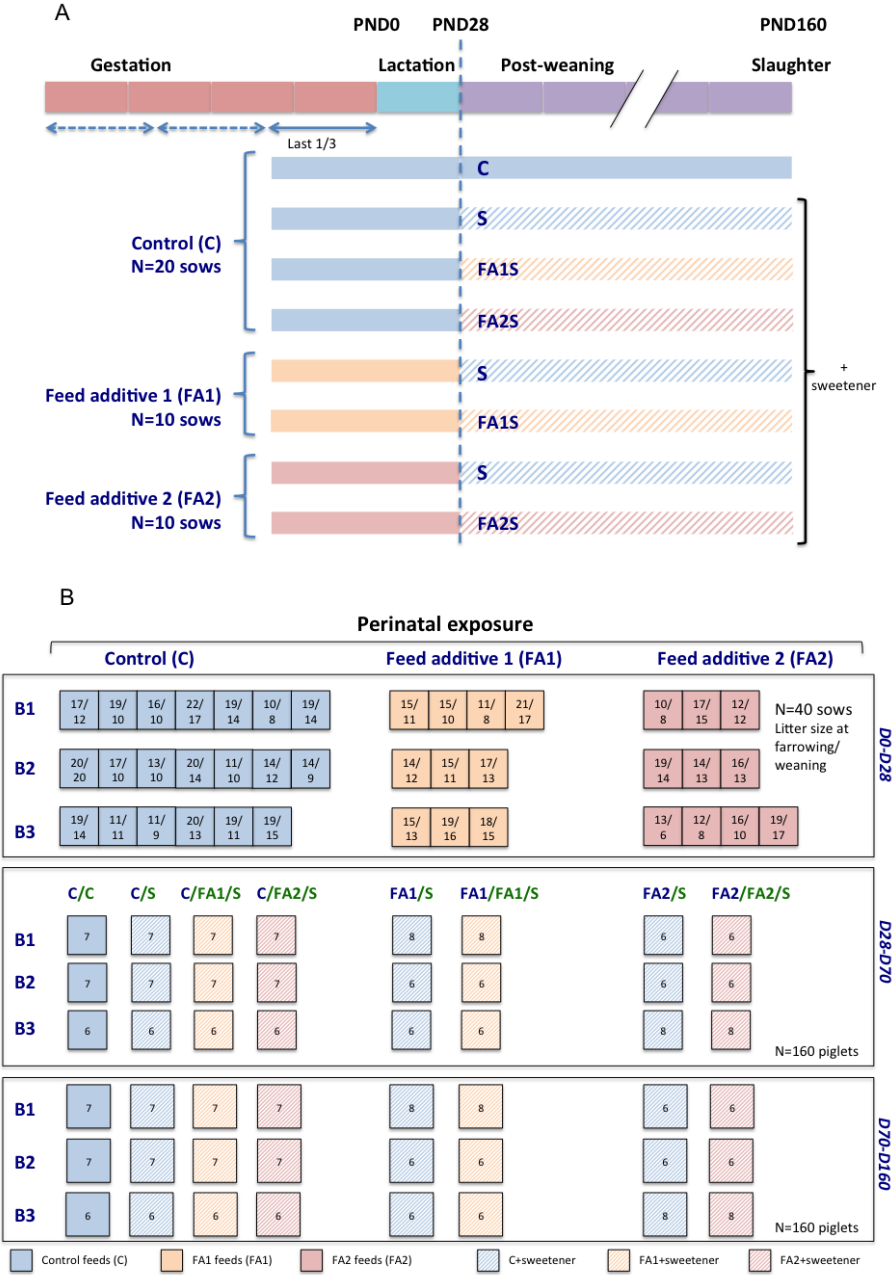 A
PND0 PND28 PND160
Gestation Lactation Post-weaning Slaughter
Last 1/3
C
S
Control (C)
N=20 sows
FA1S
FA2S
S
Feed additive 1 (FA1)
N=10 sows
FA1S
+
sweetener
S
Feed additive 2 (FA2)
N=10 sows
FA2S
B
Perinatal exposure
Control (C) Feed additive 1 (FA1) Feed additive 2 (FA2)
B1 17/12 19/10 16/10 22/17 19/14 10/8 19/14 15/11 15/10 11/8 21/17 10/8 17/15 12/12
N=40 sows
Litter size at
farrowing/
weaning
B2 20/20 17/10 13/10 20/14 11/10 14/12 14/9 14/12 15/11 17/13 19/14 14/13 16/13
B3 19/14 11/11 11/9 20/13 19/11 19/15 15/13 19/16 18/15 13/6 12/8 16/10 19/17
D0-D28
C/C C/S C/FA1/S C/FA2/S FA1/S FA1/FA1/S FA2/S FA2/FA2/S
B1 7 7 7 7 8 8 6 6
B2 7 7 7 7 6 6 6 6
B3 6 6 6 6 6 6 8 8
N=160 piglets
D28-D70
B1 7 7 7 7 8 8 6 6
B2 7 7 7 7 6 6 6 6
B3 6 6 6 6 6 6 8 8
N=160 piglets
D70-D160
Control feeds (C) FA1 feeds (FA1) FA2 feeds (FA2) C+sweetener FA1+sweetener FA2+sweetener